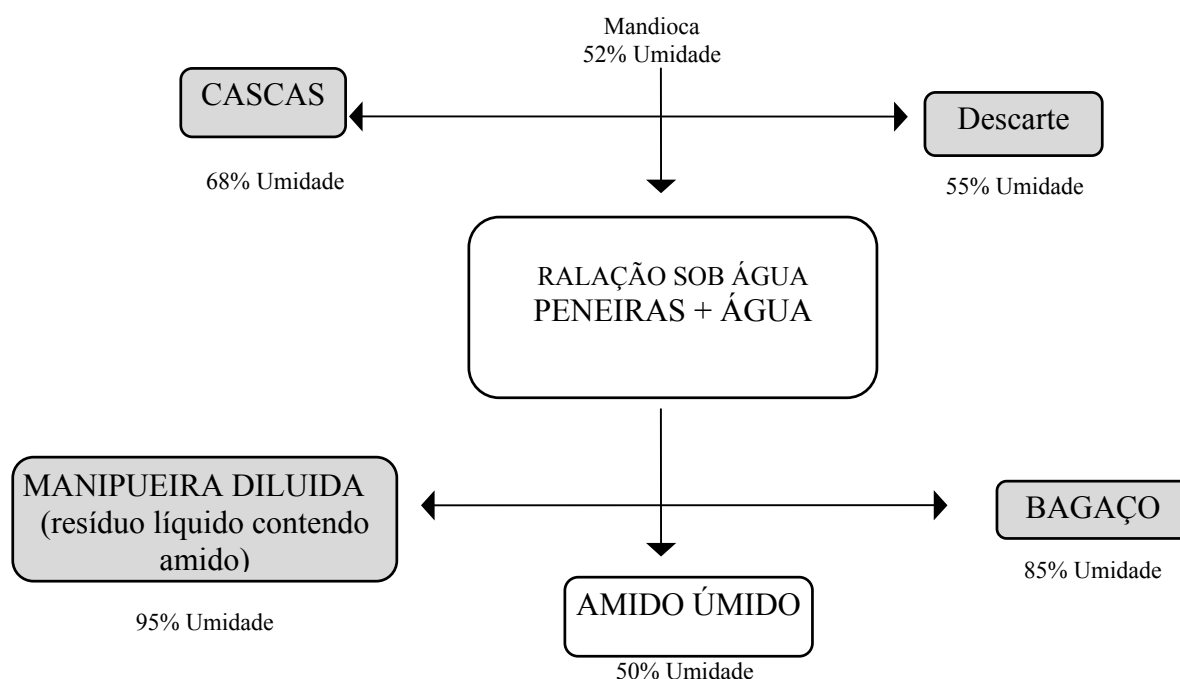 Mandioca
52% Umidade
CASCAS
Descarte
68% Umidade
55% Umidade
RALAÇÃO SOB ÁGUA
PENEIRAS + ÁGUA
MANIPUEIRA DILUIDA
(resíduo líquido contendo
amido)
BAGAÇO
85% Umidade
AMIDO ÚMIDO
95% Umidade
50% Umidade